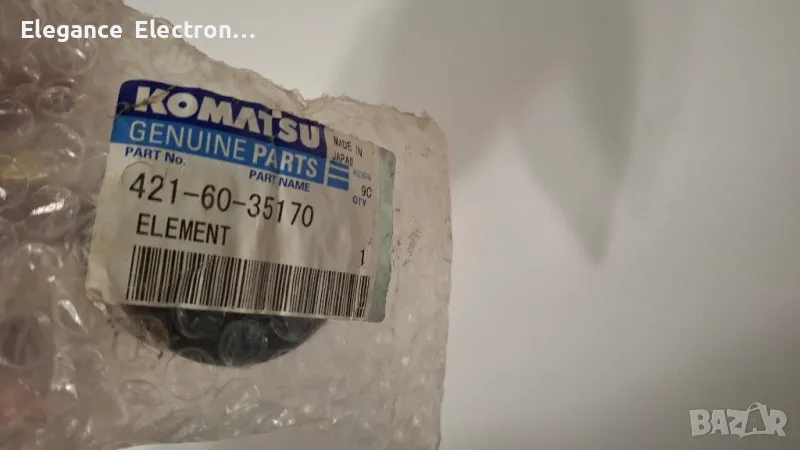 Elegance Electron...
KOMATSU
GENUINE PARTS
MADE IN
JAPAN
PART No.
PART NAME
9C
QTY
421-60-35170
ELEMENT
1
BAZAR